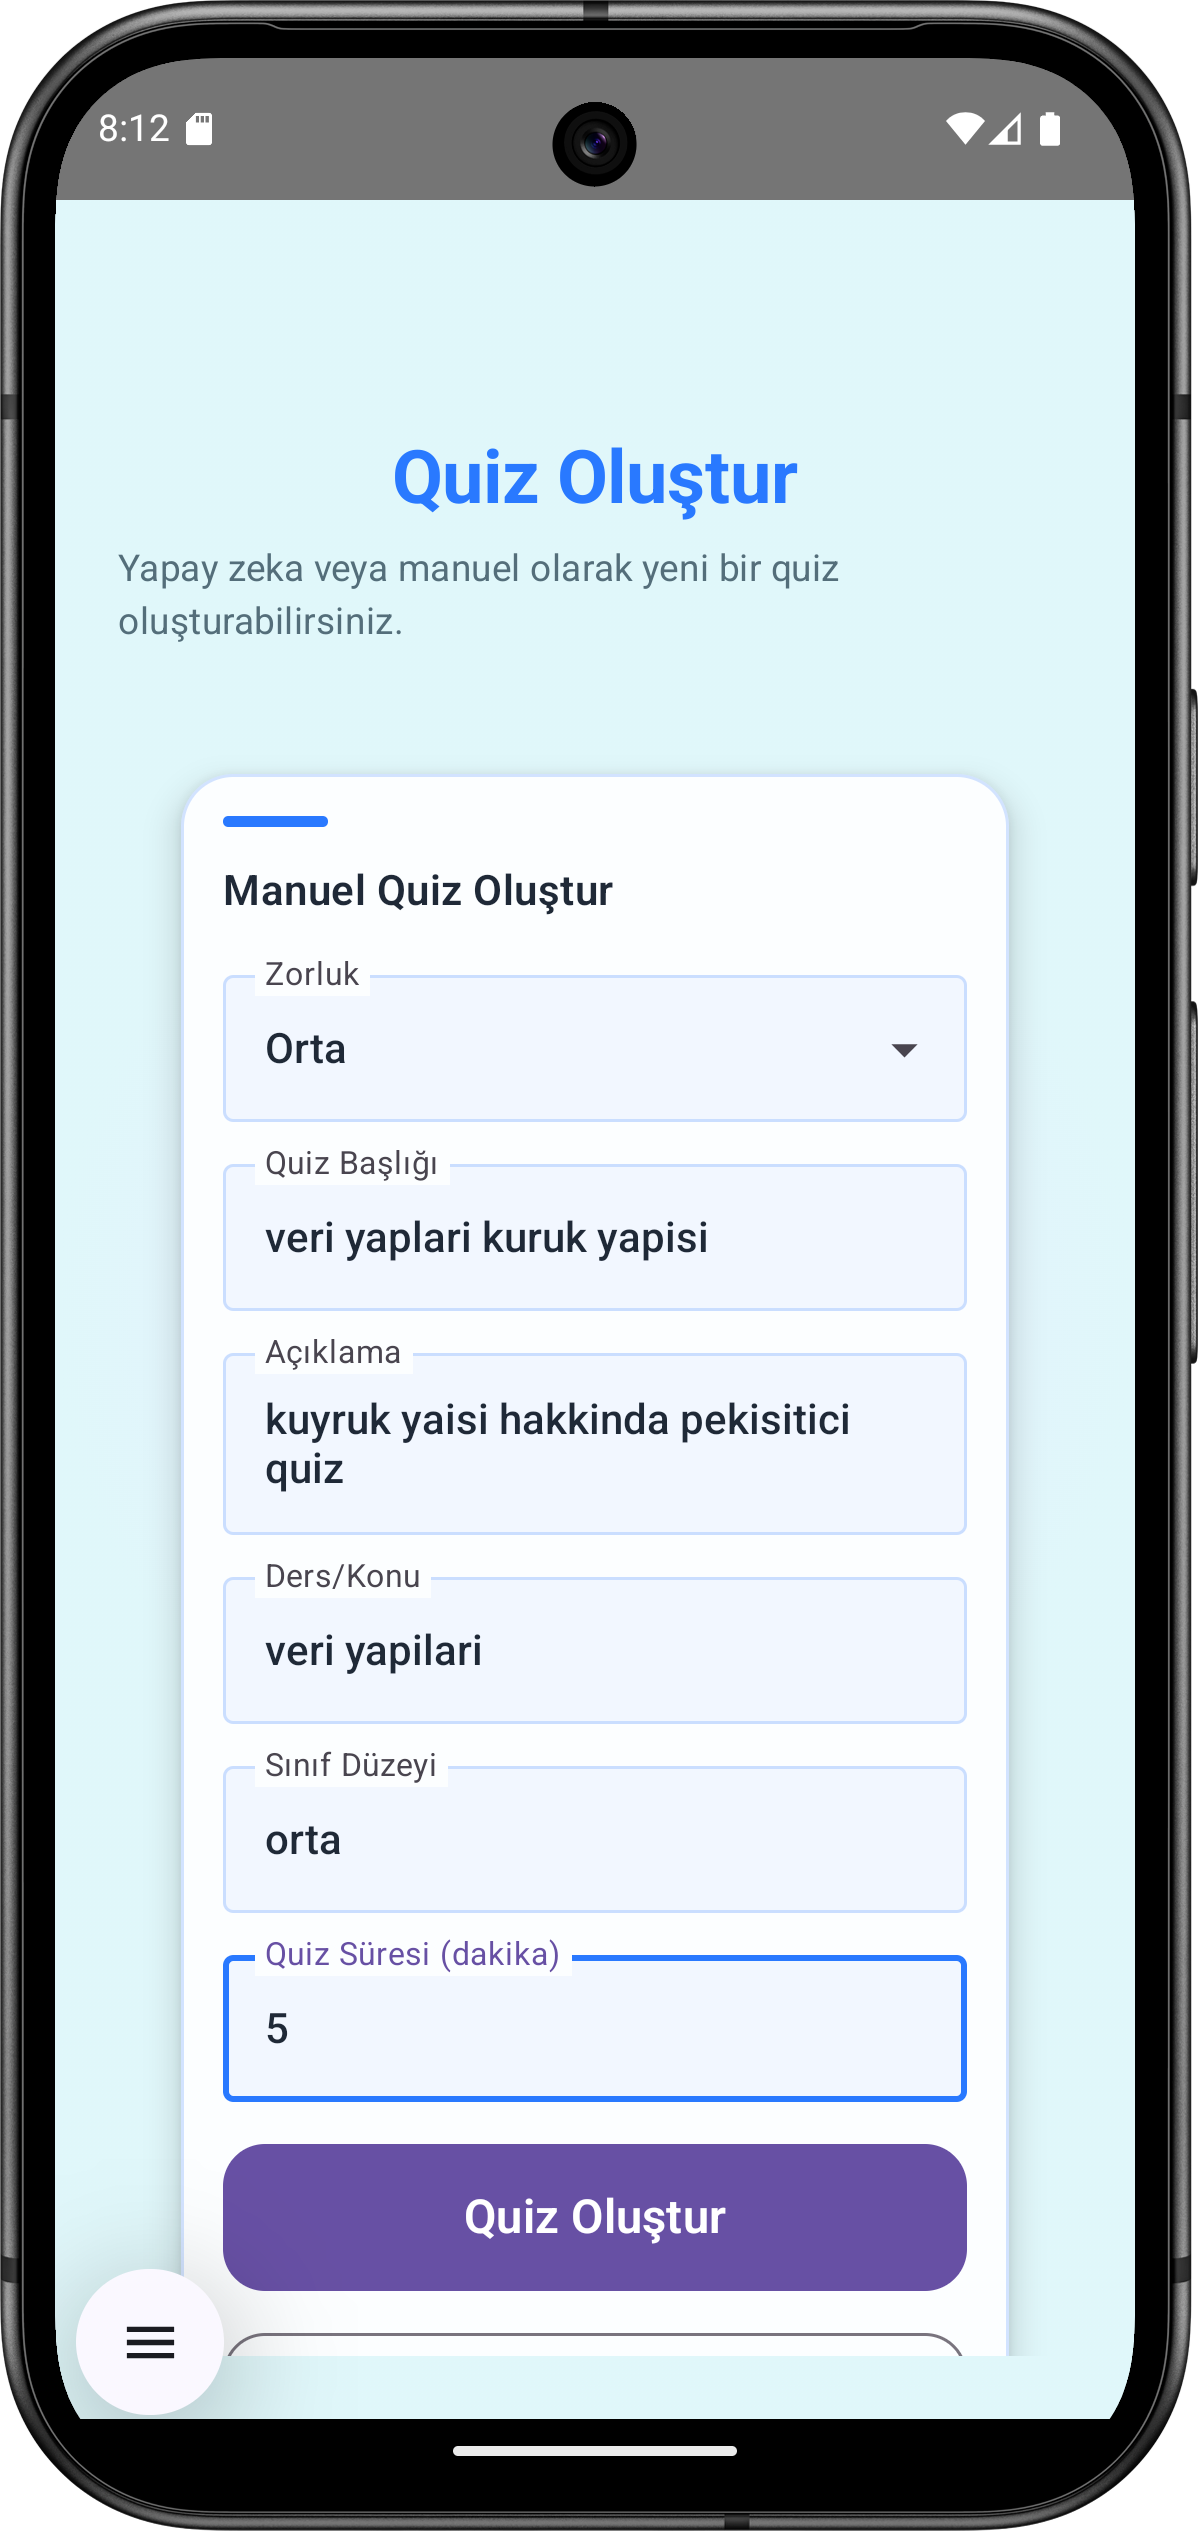 8:12
Quiz Oluştur
Yapay zeka veya manuel olarak yeni bir quiz
oluşturabilirsiniz.
Manuel Quiz Oluştur
Zorluk
Orta
Quiz Başlığı
veri yaplari kuruk yapisi
Açıklama
kuyruk yaisi hakkinda pekisitici
quiz
Ders/Konu
veri yapilari
Sınıf Düzeyi
orta
Quiz Süresi (dakika)
5
Quiz Oluştur